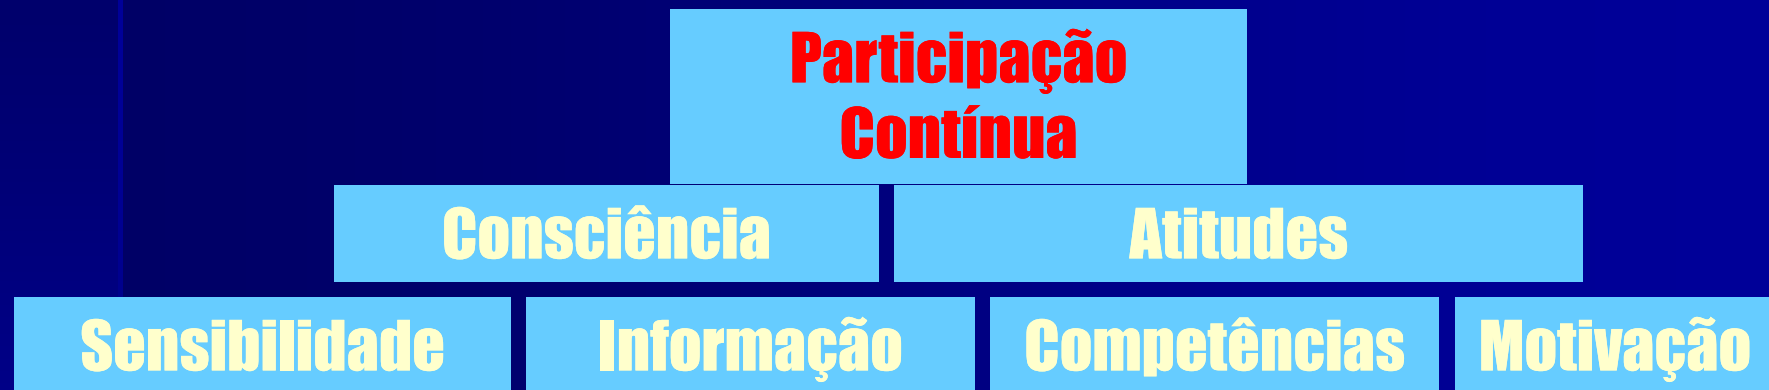 Participação
Contínua
Consciência Atitudes
Sensibilidade Informação Competências Motivação